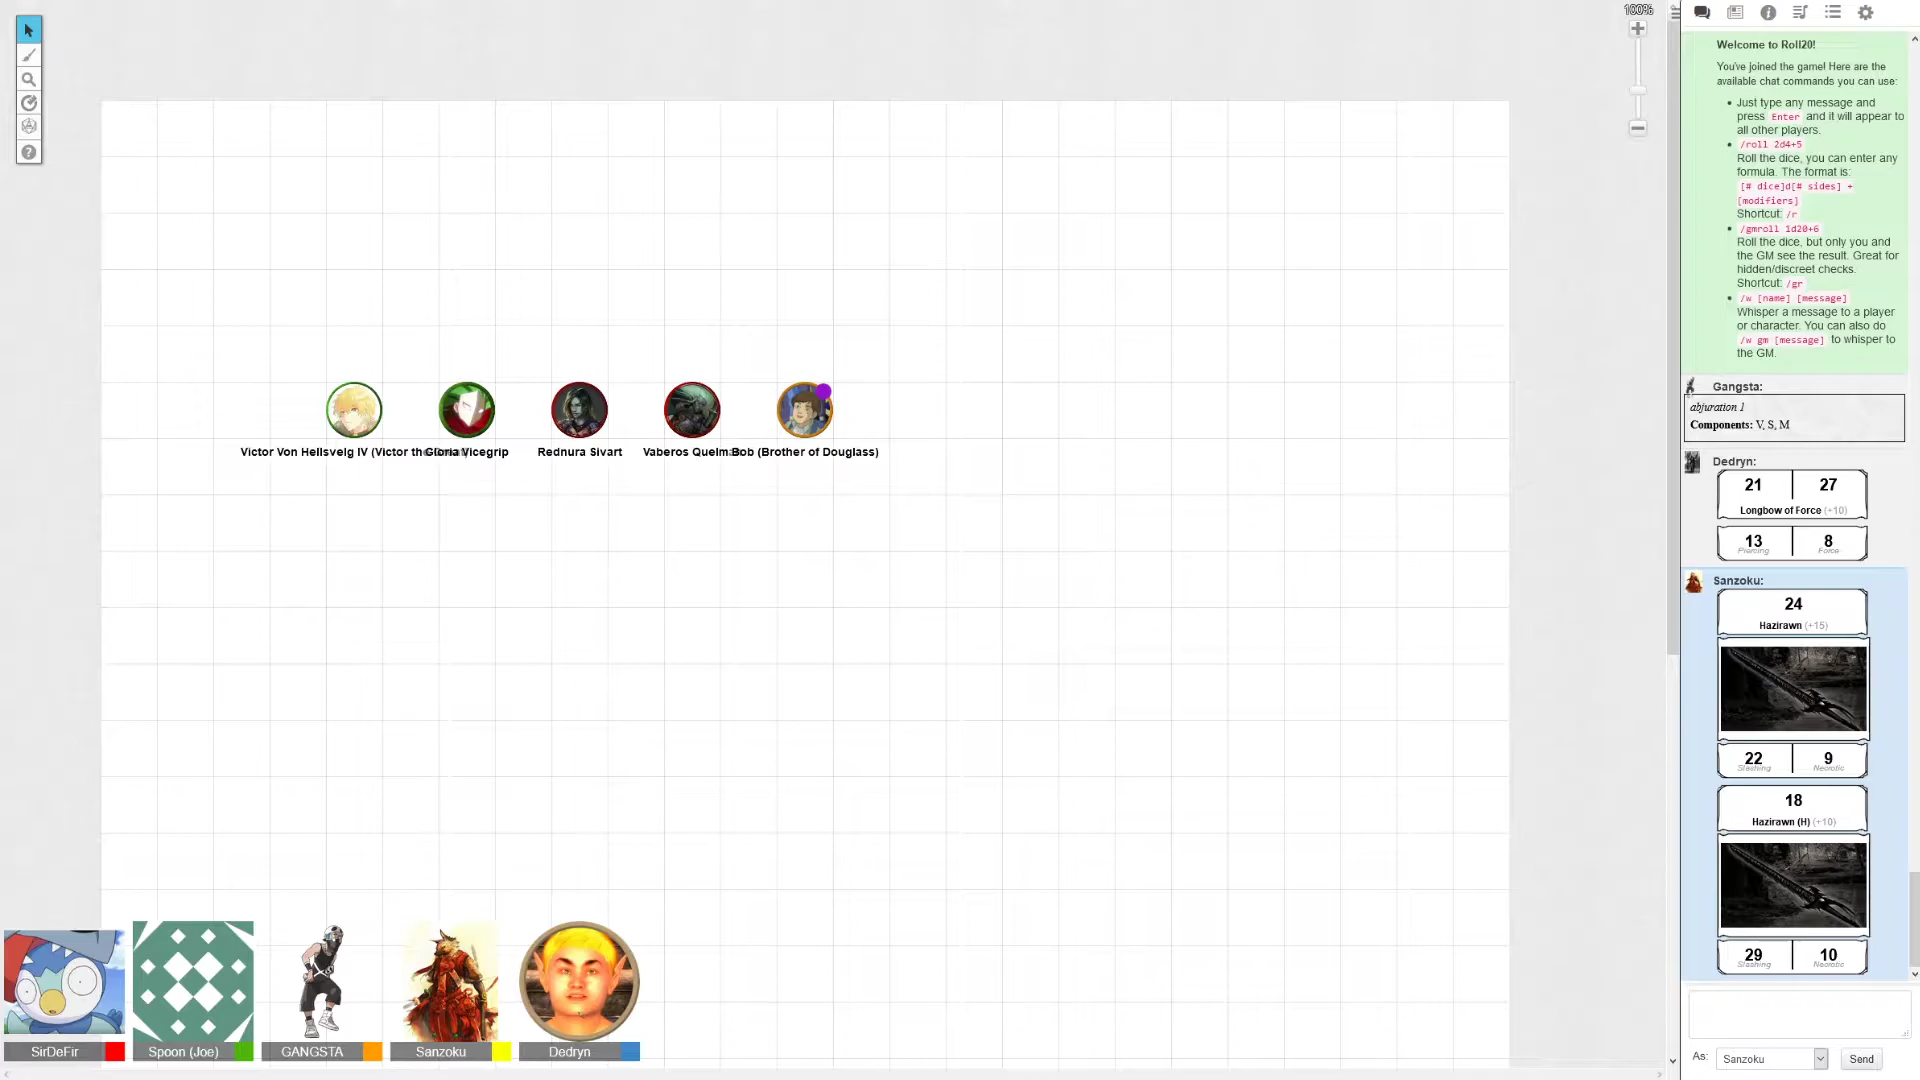 100%
Welcome to Roll20!
You've joined the game! Here are the
available chat commands you can use:
Just type any message and
press Enter and it will appear to
all other players.
/roll 2d4+5
Roll the dice, you can enter any
formula. The format is:
[# dice]d[# sides] +
[modifiers]
Shortcut: /r
/gmroll 1d20+6
Roll the dice, but only you and
the GM see the result. Great for
hidden/discreet checks.
Shortcut: /gr
/w [name] [message]
Whisper a message to a player
or character. You can also do
/w gm [message] to whisper to
the GM.
Gangsta:
abjuration 1
Components: V, S, M
Dedryn:
21 27
Longbow of Force (+10)
13 8
Piercing Force
Sanzoku:
24
Hazirawn (+15)
22 9
Slashing Necrotic
18
Hazirawn (H) (+10)
29 10
Slashing Necrotic
As: Sanzoku Send
Victor Von Hellsvelg IV (Victor the
Vicegrip
Rednura Sivart
Vaberos
Bob (Brother of Douglass)
SirDeFir
Spoon (Joe)
GANGSTA
Sanzoku
Dedryn